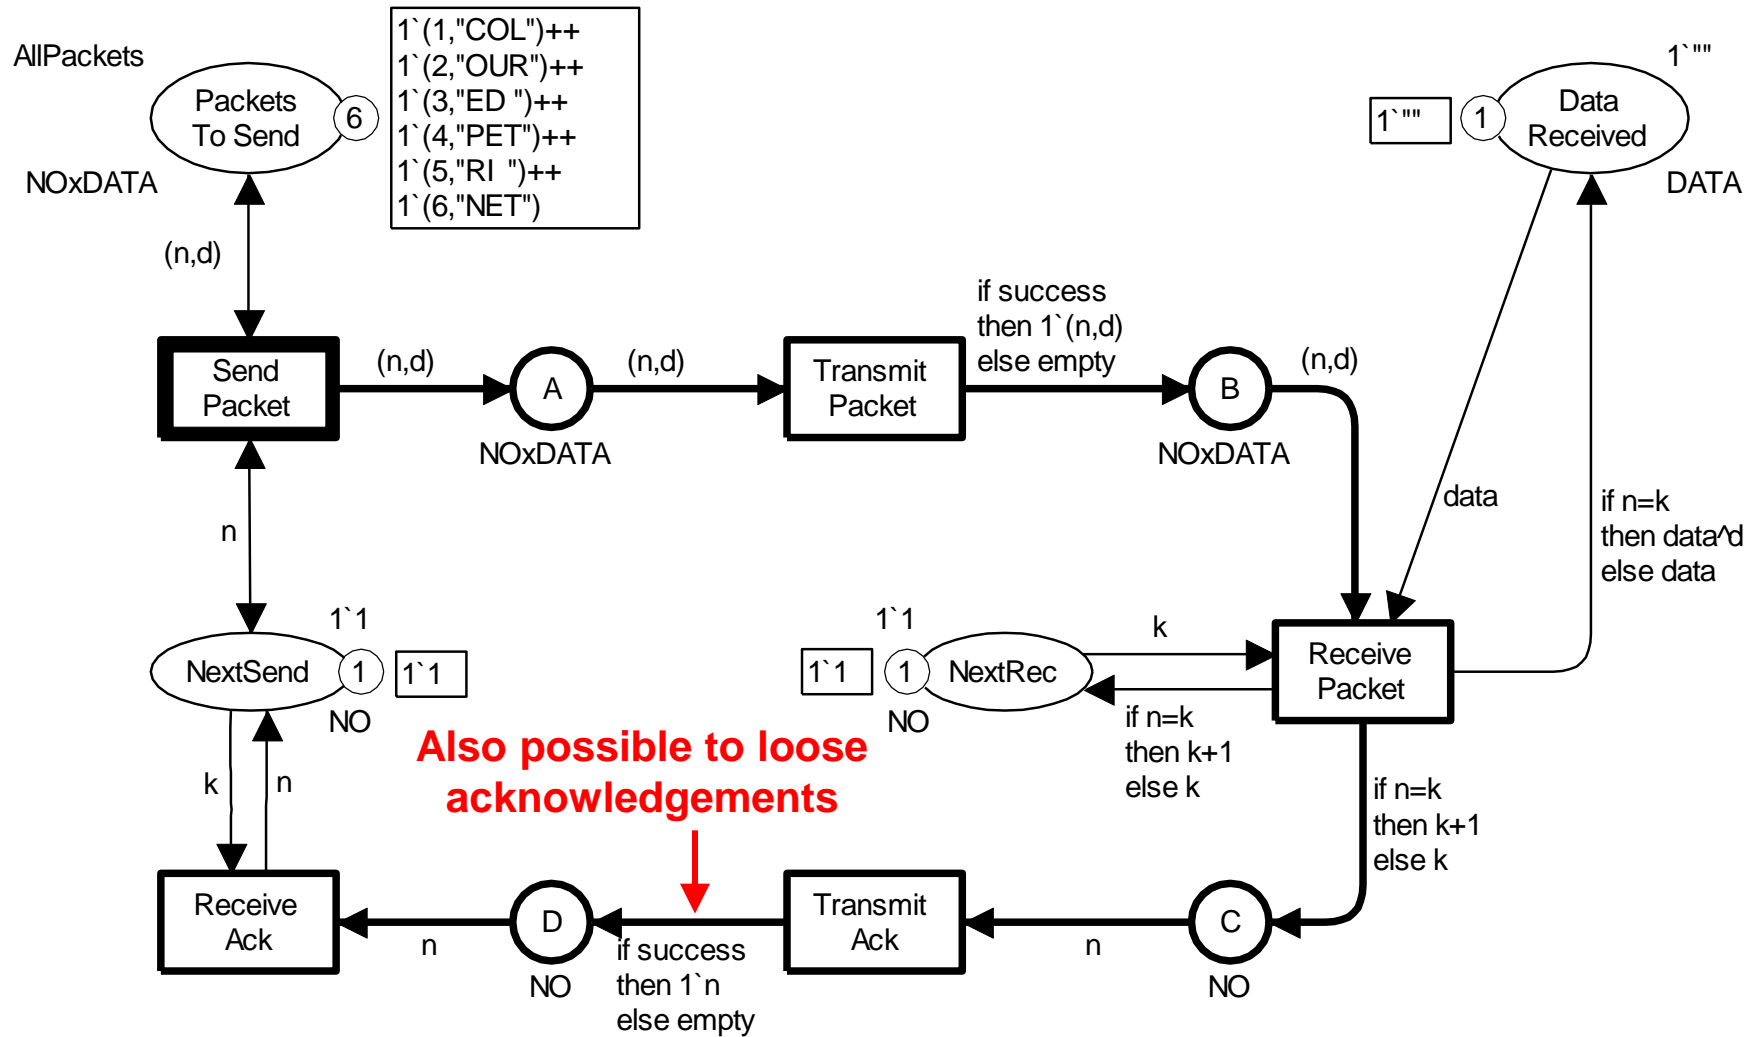 AllPackets
Packets
To Send
6
1`(1,"COL")++
1`(2,"OUR")++
1`(3,"ED ")++
1`(4,"PET")++
1`(5,"RI  ")++
1`(6,"NET")
NOxDATA
1`""
1`""
1
Data
Received
DATA
(n,d)
Send
Packet
(n,d)
A
NOxDATA
(n,d)
Transmit
Packet
if success
then 1`(n,d)
else empty
B
NOxDATA
(n,d)
data
if n=k
then data^d
else data
n
NextSend
1`1
1
1`1
NO
1`1
1`1
1
NextRec
NO
k
if n=k
then k+1
else k
Receive
Packet
if n=k
then k+1
else k
Also possible to loose
acknowledgements
k
n
Receive
Ack
n
D
NO
if success
then 1`n
else empty
Transmit
Ack
n
C
NO